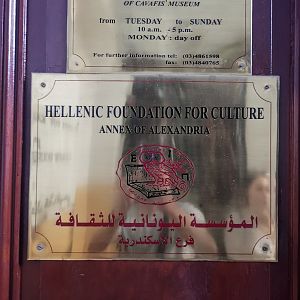 OF CAVAFIS' MUSEUM
from TUESDAY to SUNDAY
10 a.m. - 5 p.m.
MONDAY : day off
For further information tel: (03)4861598
fax: (03)4840765
HELLENIC FOUNDATION FOR CULTURE
ANNEX OF ALEXANDRIA
Ε Ι Π
المؤسسة اليونانية للثقافة
فرع الأسكندرية